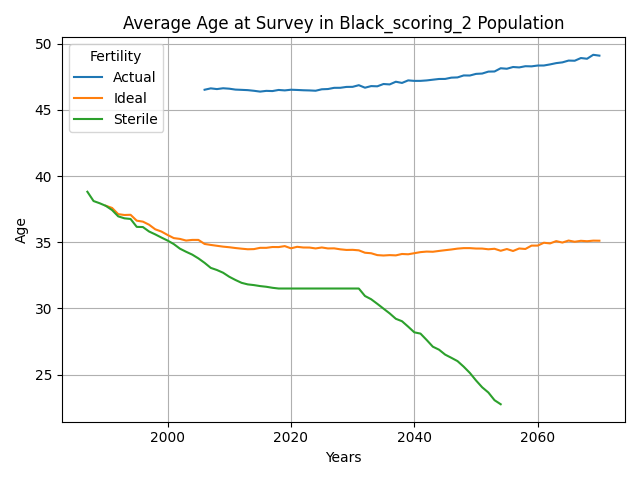 Average Age at Survey in Black_scoring_2 Population
Fertility
Actual
Ideal
Sterile
Age
50
45
40
35
30
25
2000
2020
2040
2060
Years